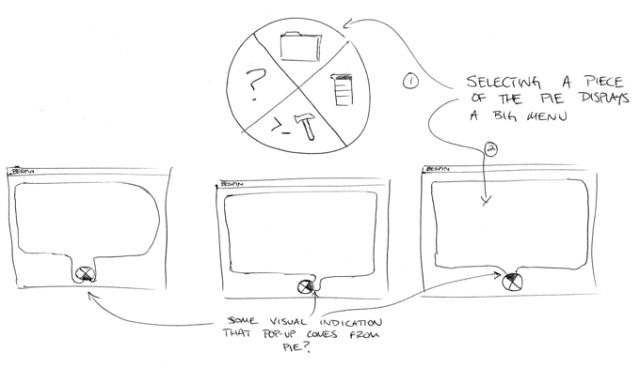 ?
>_
①
SELECTING A PIECE
OF THE PIE DISPLAYS
A BIG MENU
②
BESPIN
BESPIN
BESPIN
SOME VISUAL INDICATION
THAT POP-UP COMES FROM
PIE?